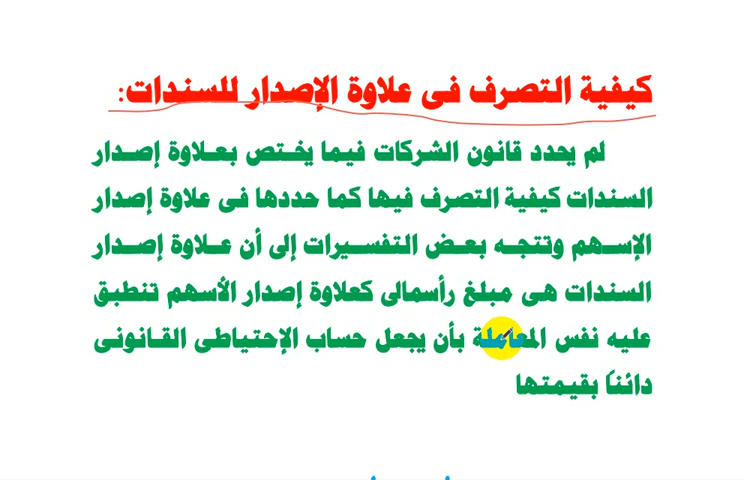 كيفية التصرف فى علاوة الإصدار للسندات:
لم يحدد قانون الشركات فيما يختص بعلاوة إصدار
السندات كيفية التصرف فيها كما حددها فى علاوة إصدار
الإسهم وتتجه بعض التفسيرات إلى أن علاوة إصدار
السندات هى مبلغ رأسمالى كعلاوة إصدار الأسهم تنطبق
عليه نفس المعاملة بأن يجعل حساب الإحتياطى القانونى
دائناً بقيمتها